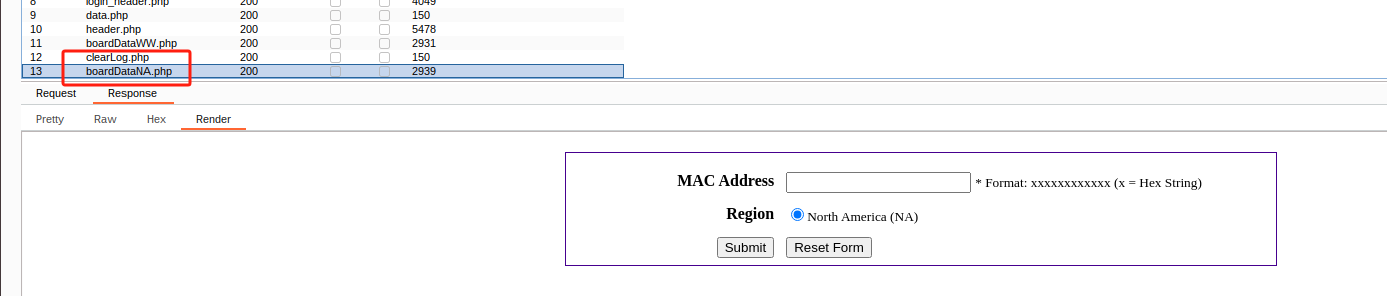 8 login_header.php 200 4049
9 data.php 200 150
10 header.php 200 5478
11 boardDataWW.php 200 2931
12 clearLog.php 200 150
13 boardDataNA.php 200 2939
Request Response
Pretty Raw Hex Render
MAC Address * Format: xxxxxxxxxxxx (x = Hex String)
Region North America (NA)
Submit Reset Form